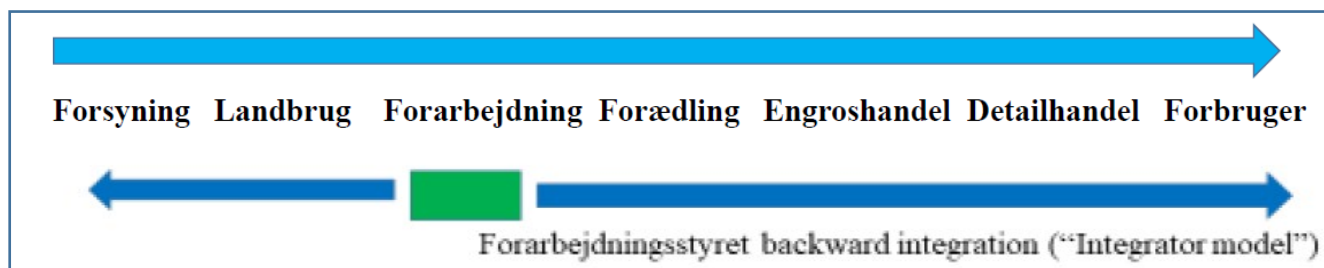 Forsyning Landbrug Forarbejdning Forædling Engroshandel Detailhandel Forbruger
Forarbejdningsstyret backward integration (“Integrator model”)